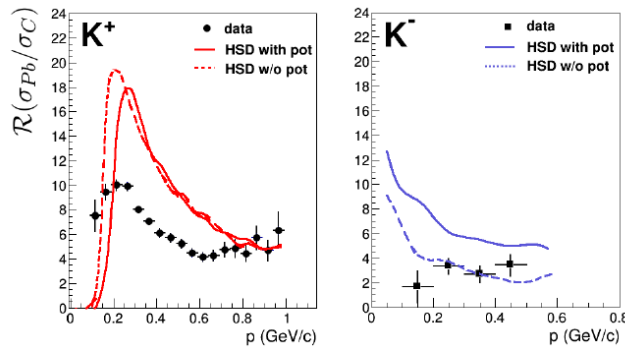 R(σPb/σC)
24
22
20
18
16
14
12
10
8
6
4
2
0
K+
data
HSD with pot
HSD w/o pot
0 0.2 0.4 0.6 0.8 1
p (GeV/c)
24
22
20
18
16
14
12
10
8
6
4
2
0
K-
data
HSD with pot
HSD w/o pot
0 0.2 0.4 0.6 0.8
p (GeV/c)